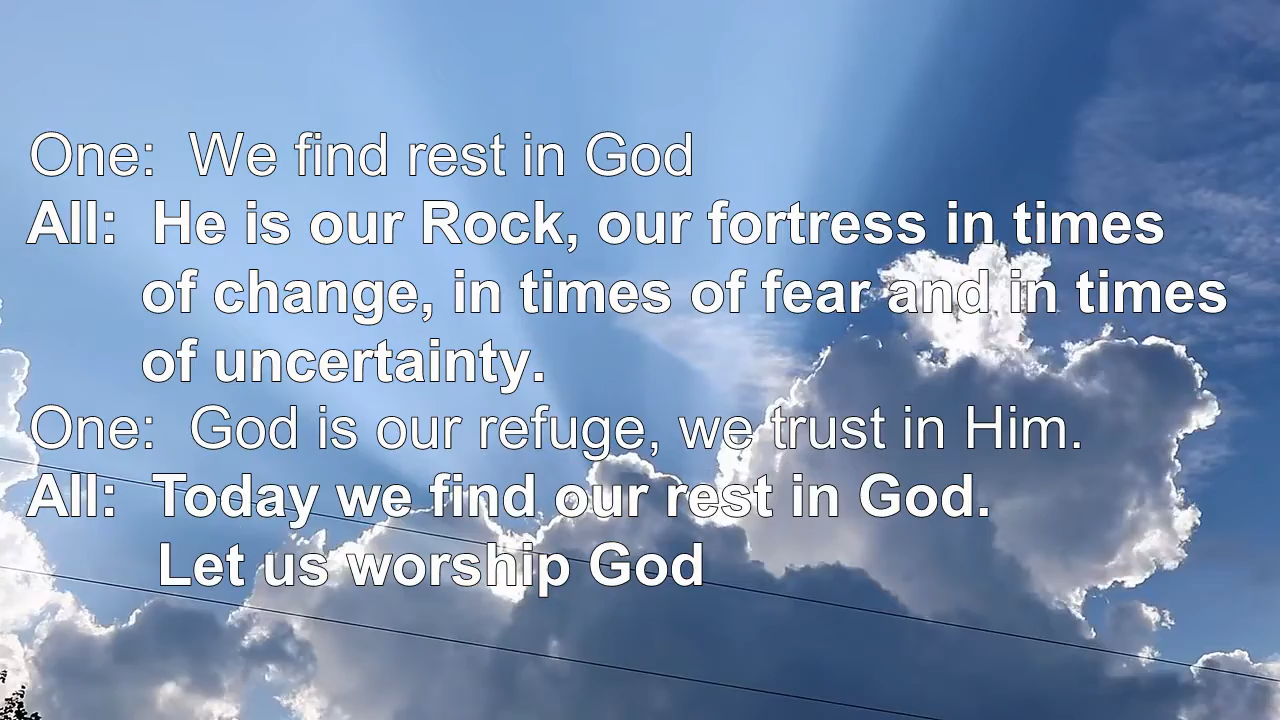 One: We find rest in God
All: He is our Rock, our fortress in times
of change, in times of fear and in times
of uncertainty.
One: God is our refuge, we trust in Him.
All: Today we find our rest in God.
Let us worship God